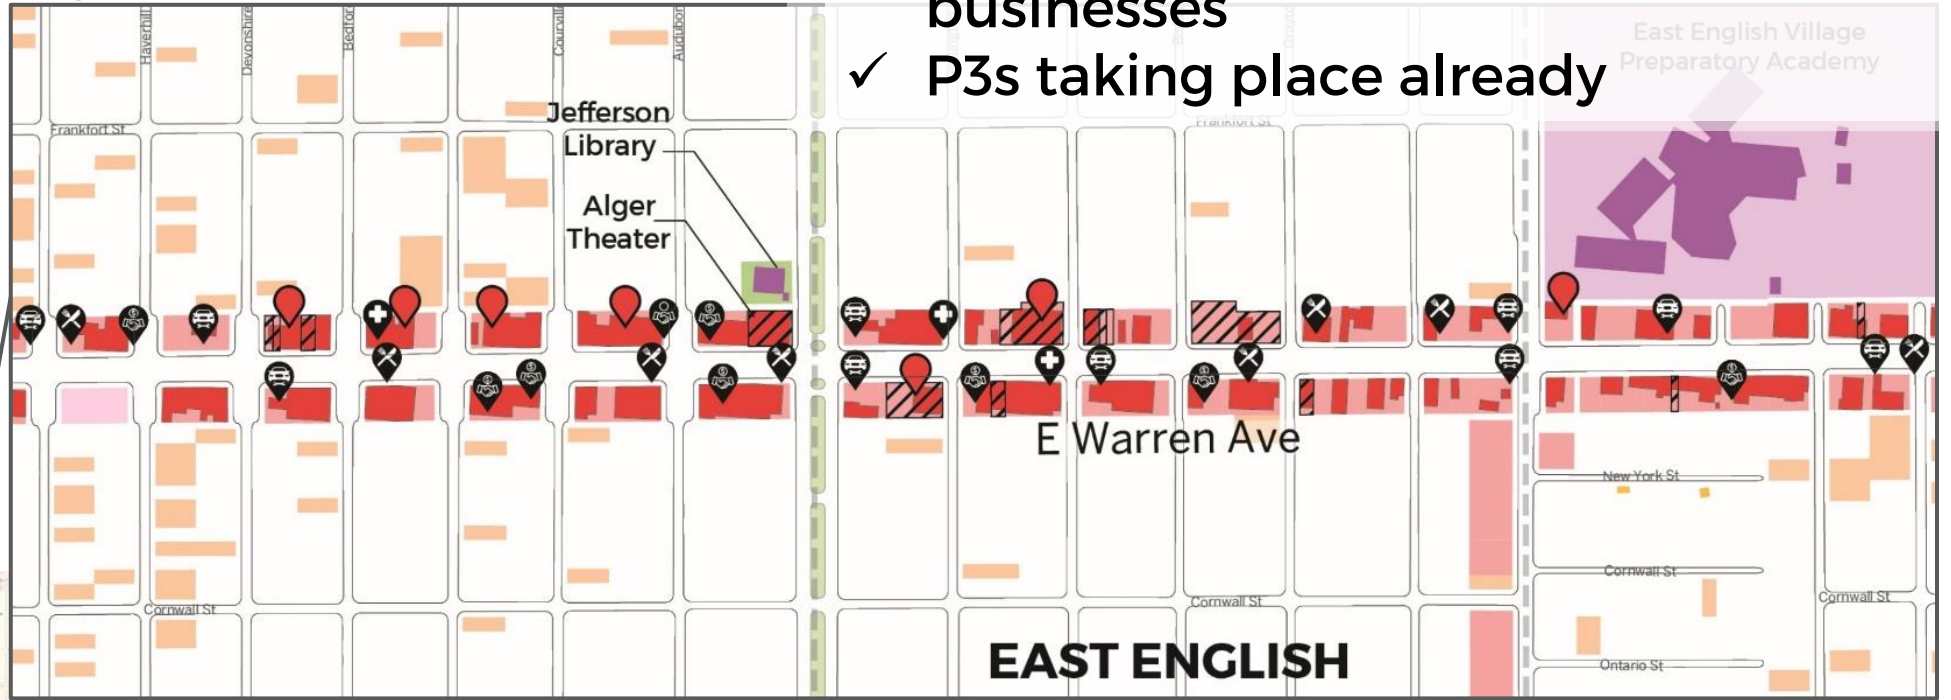 businesses
✓ P3s taking place already
East English Village
Preparatory Academy
Haverhill
Devonshire
Bedford
Courville
Audubon
Jefferson
Library
Alger
Theater
Frankfort St
Frankfort St
E Warren Ave
New York St
Cornwall St
Cornwall St
Cornwall St
Cornwall St
Ontario St
EAST ENGLISH